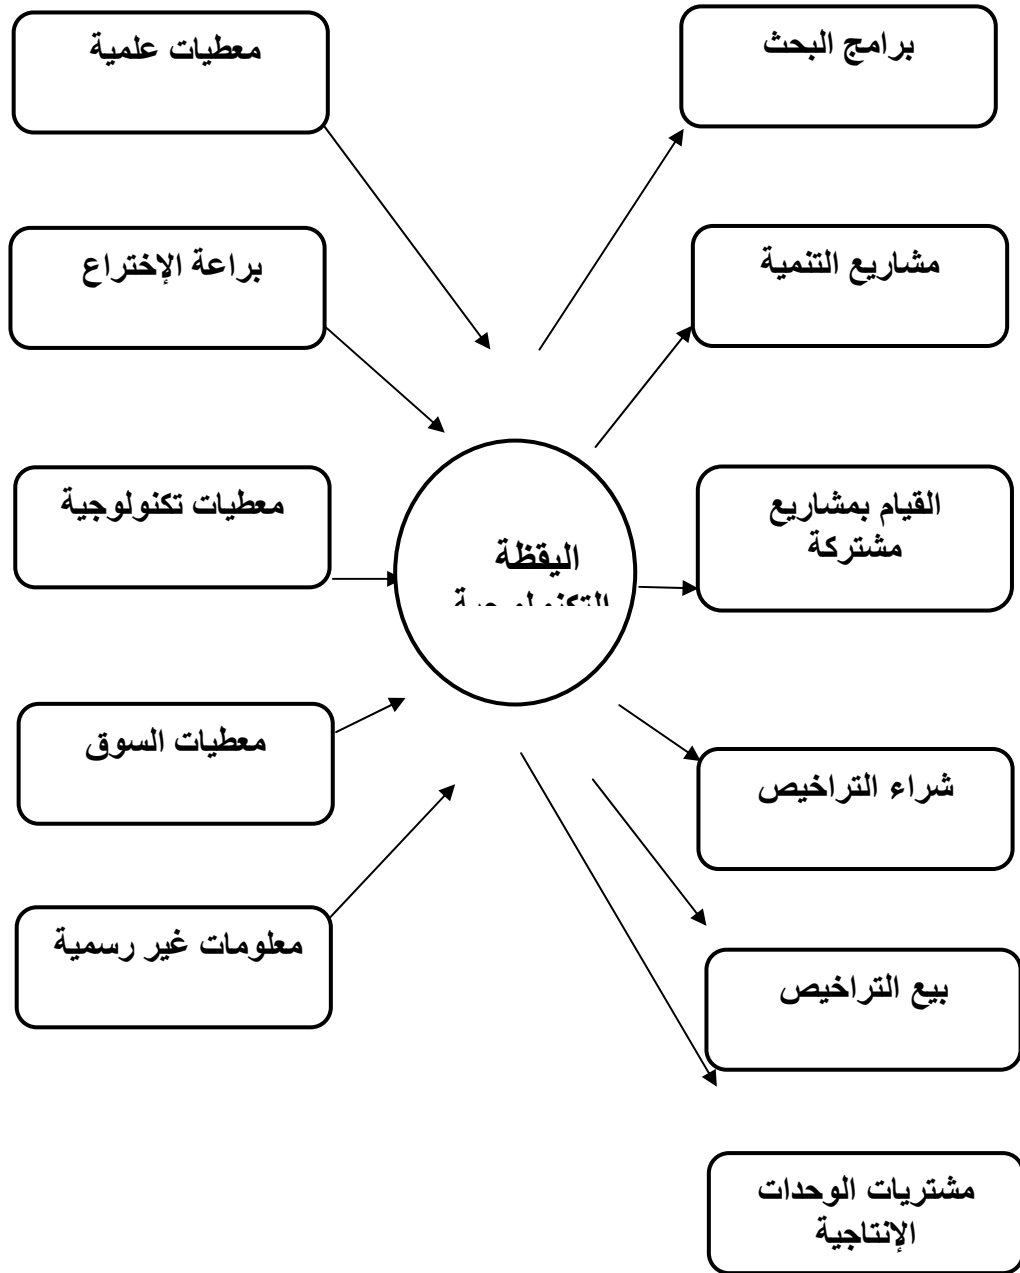 معطيات علمية
براعة الإختراع
معطيات تكنولوجية
معطيات السوق
معلومات غير رسمية
اليقظة
التكنولوجية
برامج البحث
مشاريع التنمية
القيام بمشاريع
مشتركة
شراء التراخيص
بيع التراخيص
مشتريات الوحدات
الإنتاجية